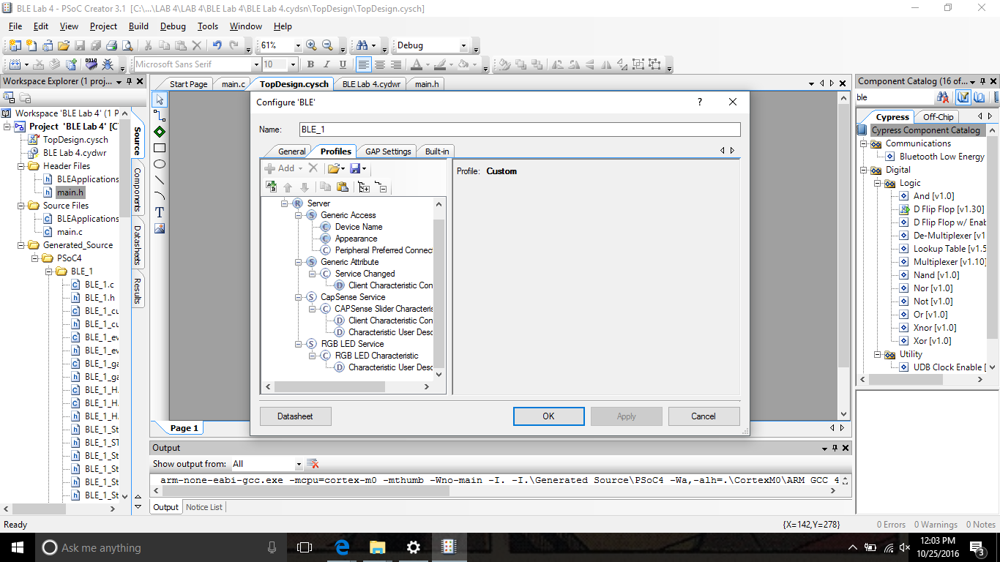 BLE Lab 4 - PSoC Creator 3.1 [C:\...\LAB 4\LAB 4\BLE Lab 4\BLE Lab 4.cydsn\TopDesign\TopDesign.cysch]
File Edit View Project Build Debug Tools Window Help
61% Debug
Microsoft Sans Serif 10 B I U
Workspace Explorer (1 proj...
Start Page main.c TopDesign.cysch BLE Lab 4.cydwr main.h
Component Catalog (16 of...
ble
Workspace 'BLE Lab 4' (1 P
Project 'BLE Lab 4' [C
TopDesign.cysch
BLE Lab 4.cydwr
Header Files
BLEApplications
main.h
Source Files
BLEApplications
main.c
Generated_Source
PSoC4
BLE_1
BLE_1.c
BLE_1.h
BLE_1_cu
BLE_1_cu
BLE_1_ev
BLE_1_ev
BLE_1_ga
BLE_1_ga
BLE_1_H
BLE_1_H
BLE_1_H
BLE_1_St
BLE_1_ST
BLE_1_St
BLE_1_St
BLE_1_St
BLE_1_St
Source
Components
Datasheets
Results
T
Configure 'BLE'
? 
Name: BLE_1
General Profiles GAP Settings Built-in
Add
Profile: Custom
Server
Generic Access
Device Name
Appearance
Peripheral Preferred Connec
Generic Attribute
Service Changed
Client Characteristic Con
CapSense Service
CAPSense Slider Characteris
Client Characteristic Con
Characteristic User Desc
RGB LED Service
RGB LED Characteristic
Characteristic User Desc
Datasheet OK Apply Cancel
Page 1
Cypress Off-Chip
Cypress Component Catalog
Communications
Bluetooth Low Energy
Digital
Logic
And [v1.0]
D Flip Flop [v1.30]
D Flip Flop w/ Enab
De-Multiplexer [v1
Lookup Table [v1.5
Multiplexer [v1.10]
Nand [v1.0]
Nor [v1.0]
Not [v1.0]
Or [v1.0]
Xnor [v1.0]
Xor [v1.0]
Utility
UDB Clock Enable [
Output
Show output from: All
arm-none-eabi-gcc.exe -mcpu=cortex-m0 -mthumb -Wno-main -I. -I.\Generated Source\PSoC4 -Wa,-alh=.\CortexM0\ARM GCC 4
Output Notice List
Ready {X=142,Y=278} 0 Errors 0 Warnings 0 Notes
Ask me anything
12:03 PM
10/25/2016
3